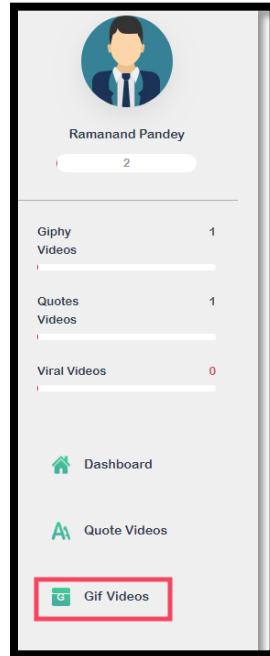 Ramanand Pandey
2
Giphy 1
Videos
Quotes 1
Videos
Viral Videos 0
Dashboard
A A Quote Videos
G Gif Videos